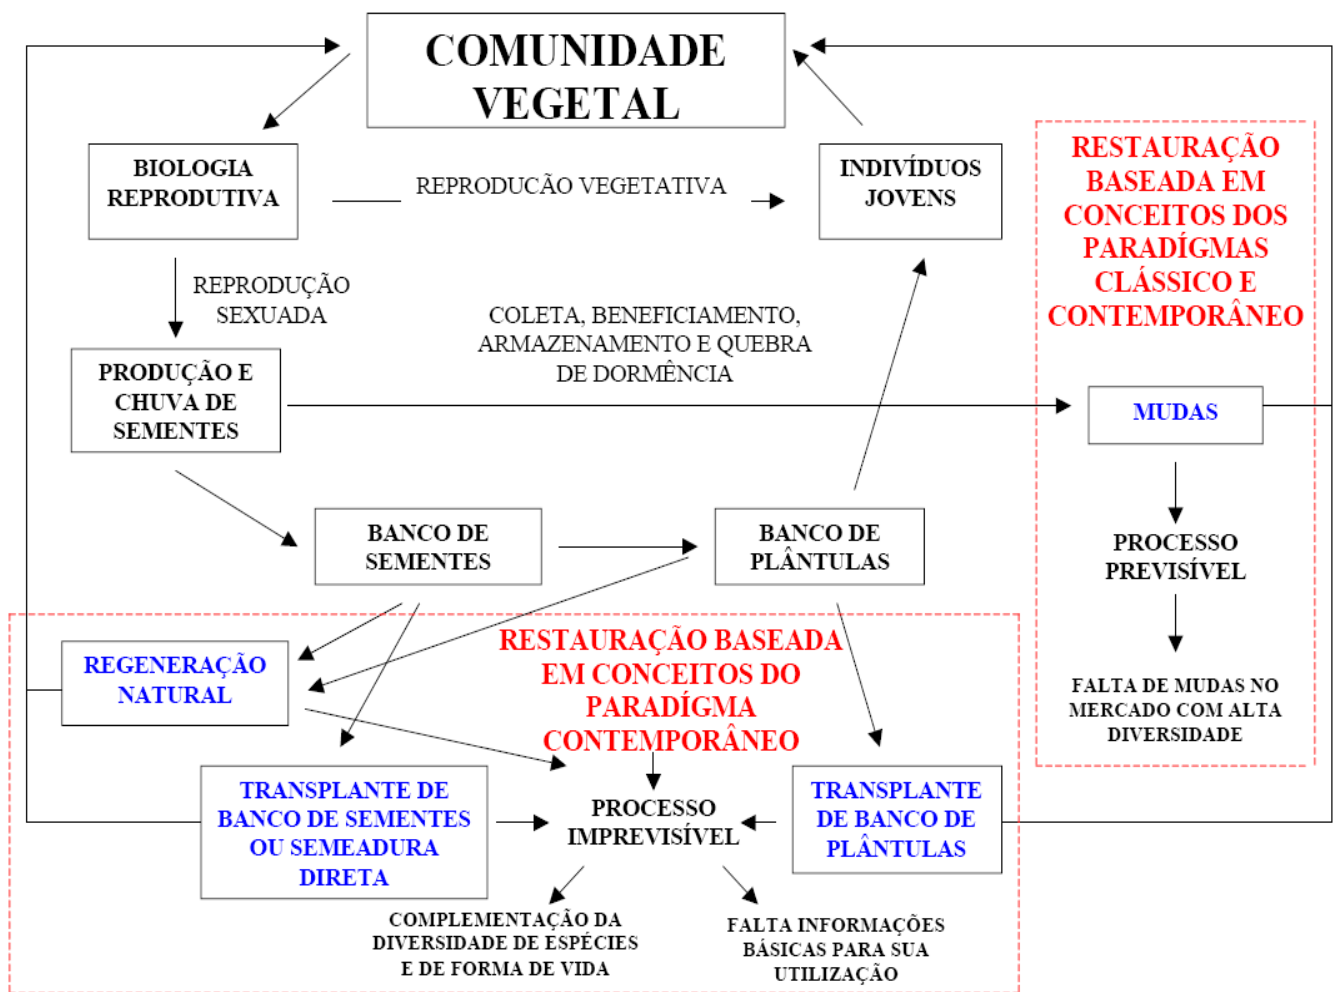 COMUNIDADE
VEGETAL
BIOLOGIA
REPRODUTIVA
REPRODUCÃO VEGETATIVA
INDIVÍDUOS
JOVENS
RESTAURAÇÃO
BASEADA EM
CONCEITOS DOS
PARADÍGMAS
CLÁSSICO E
CONTEMPORÂNEO
REPRODUÇÃO
SEXUADA
COLETA, BENEFICIAMENTO,
ARMAZENAMENTO E QUEBRA
DE DORMÊNCIA
PRODUÇÃO E
CHUVA DE
SEMENTES
MUDAS
BANCO DE
SEMENTES
BANCO DE
PLÂNTULAS
PROCESSO
PREVISÍVEL
FALTA DE MUDAS NO
MERCADO COM ALTA
DIVERSIDADE
REGENERAÇÃO
NATURAL
RESTAURAÇÃO BASEADA
EM CONCEITOS DO
PARADÍGMA
CONTEMPORÂNEO
TRANSPLANTE DE
BANCO DE SEMENTES
OU SEMEADURA
DIRETA
PROCESSO
IMPREVISÍVEL
TRANSPLANTE
DE BANCO DE
PLÂNTULAS
COMPLEMENTAÇÃO DA
DIVERSIDADE DE ESPÉCIES
E DE FORMA DE VIDA
FALTA INFORMAÇÕES
BÁSICAS PARA SUA
UTILIZAÇÃO